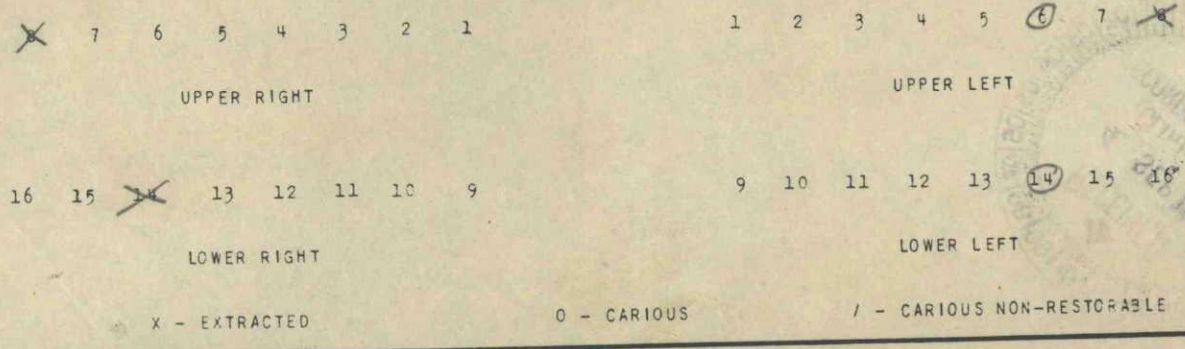 8 7 6 5 4 3 2 1 1 2 3 4 5 6 7 8
UPPER RIGHT UPPER LEFT
16 15 14 13 12 11 10 9 9 10 11 12 13 14 15 16
LOWER RIGHT LOWER LEFT
X - EXTRACTED O - CARIOUS / - CARIOUS NON-RESTORABLE